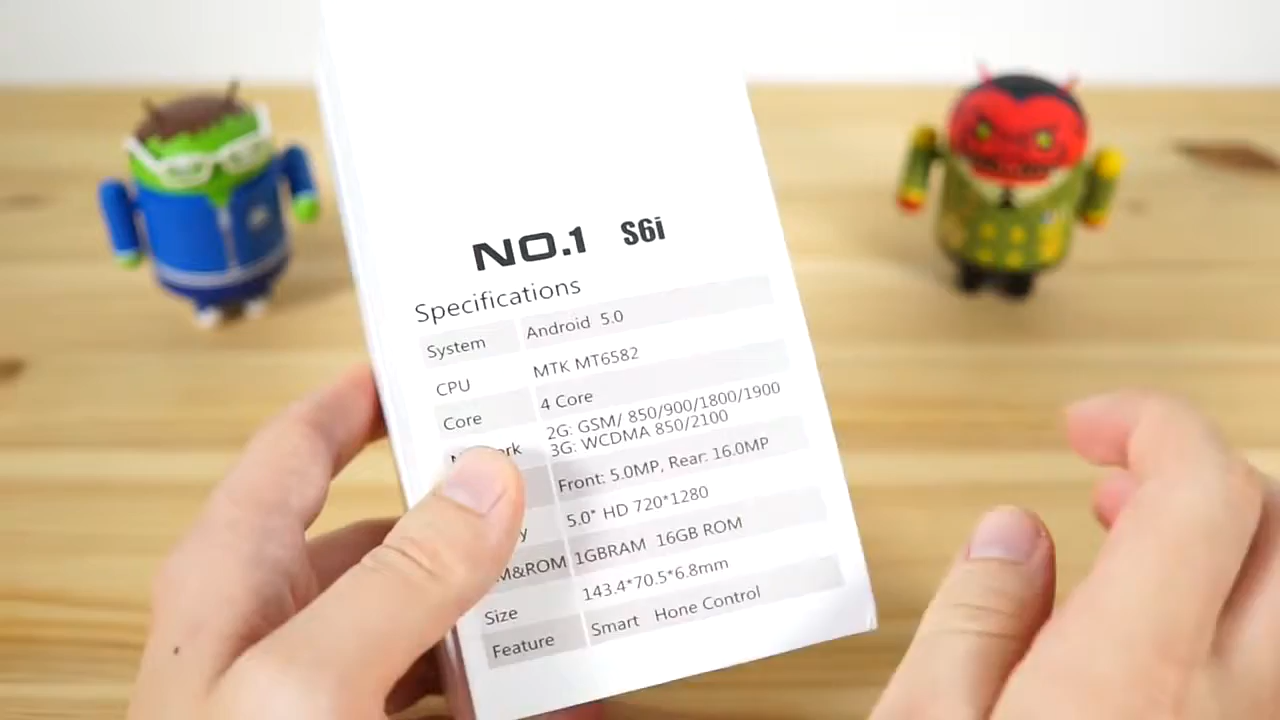 NO.1 S6i
Specifications
System Android 5.0
CPU MTK MT6582
Core 4 Core
2G: GSM/ 850/900/1800/1900
3G: WCDMA 850/2100
Front: 5.0MP, Rear: 16.0MP
5.0" HD 720*1280
M&ROM 1GBRAM 16GB ROM
Size 143.4*70.5*6.8mm
Feature Smart Hone Control